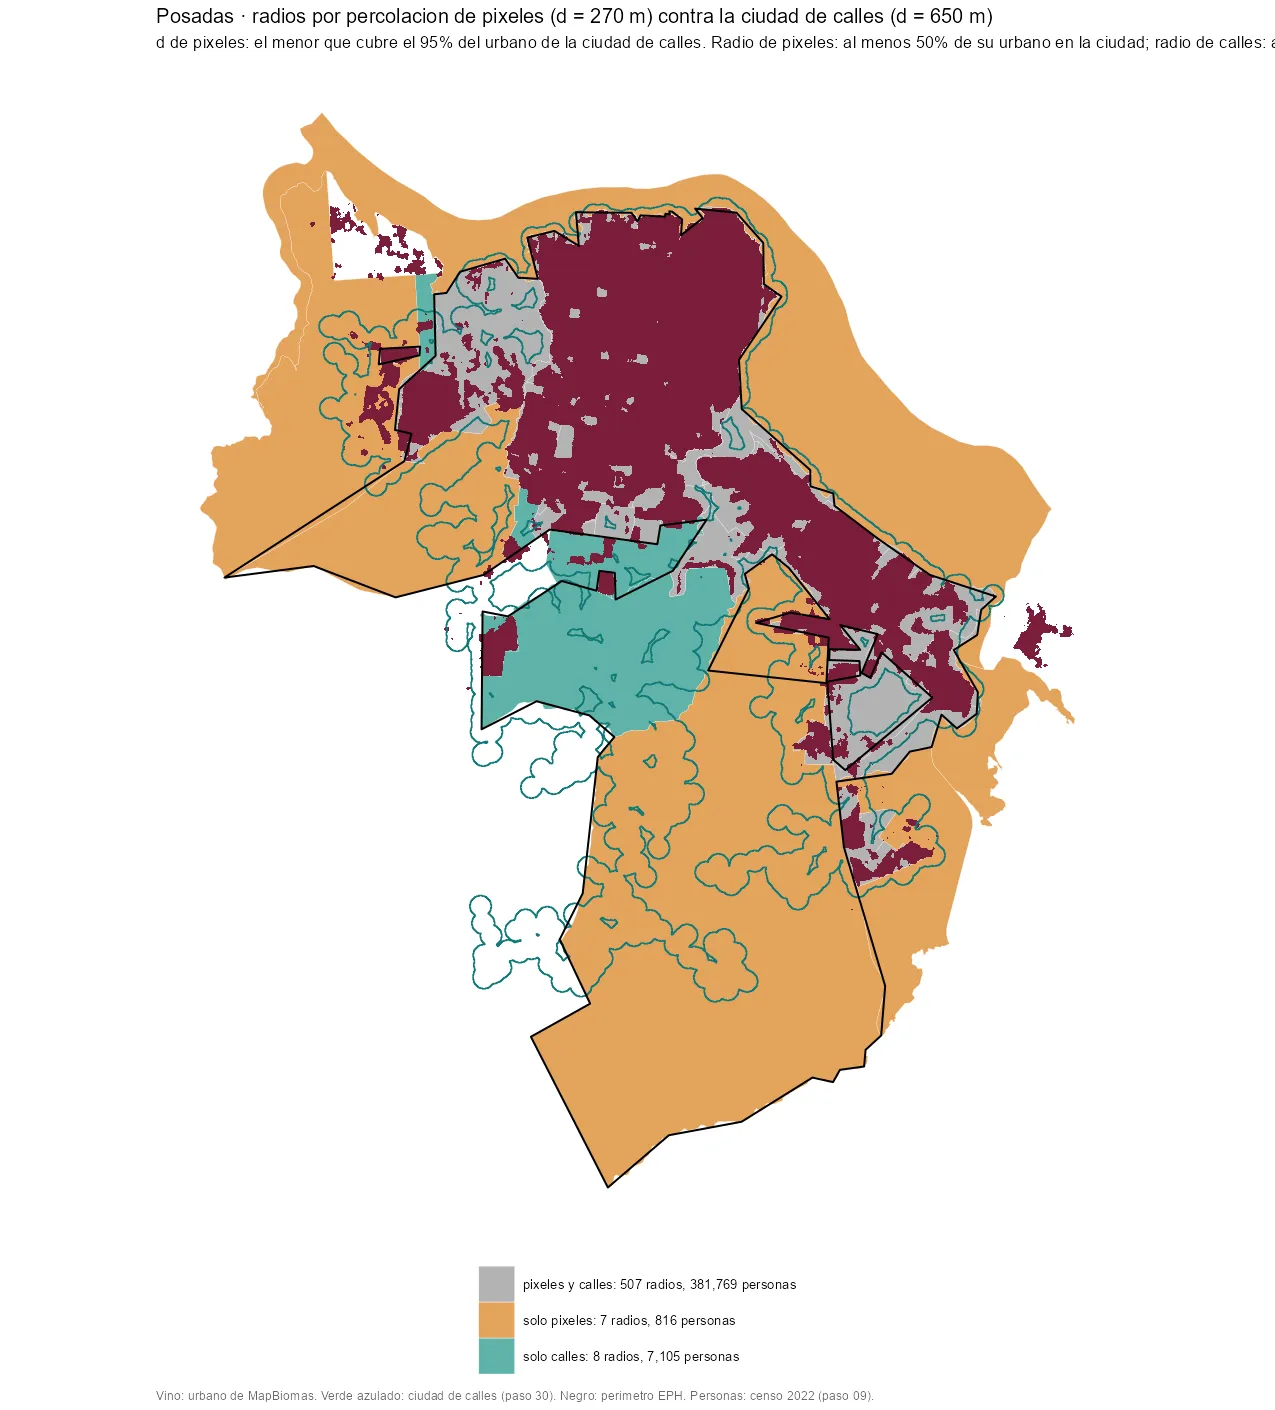 Posadas · radios por percolacion de pixeles (d = 270 m) contra la ciudad de calles (d = 650 m)
d de pixeles: el menor que cubre el 95% del urbano de la ciudad de calles. Radio de pixeles: al menos 50% de su urbano en la ciudad; radio de calles: a
pixeles y calles: 507 radios, 381,769 personas
solo pixeles: 7 radios, 816 personas
solo calles: 8 radios, 7,105 personas
Vino: urbano de MapBiomas. Verde azulado: ciudad de calles (paso 30). Negro: perimetro EPH. Personas: censo 2022 (paso 09).